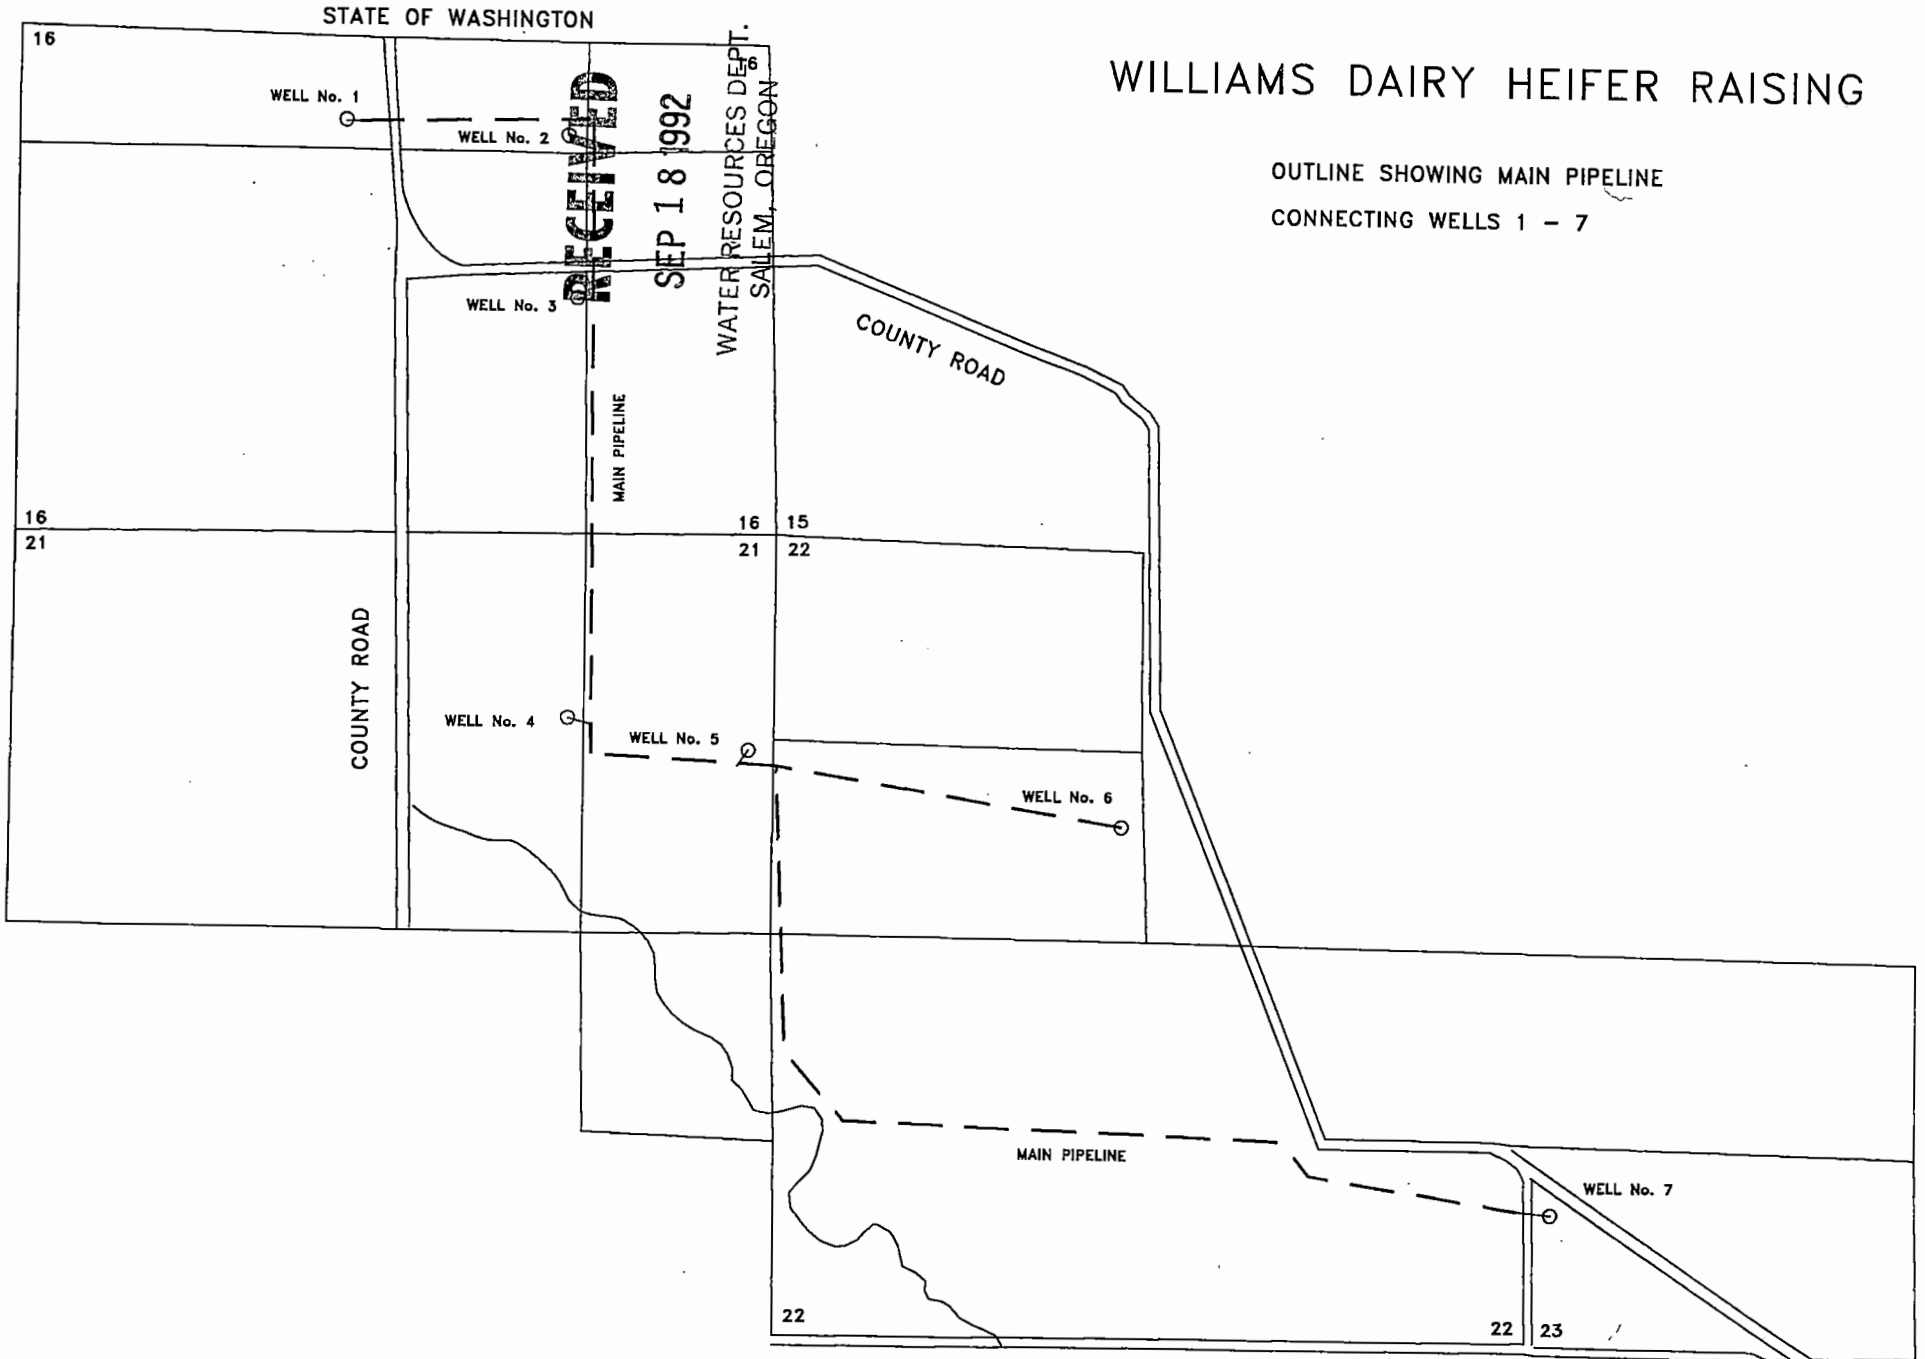 STATE OF WASHINGTON
16
16
WILLIAMS DAIRY HEIFER RAISING
WELL No. 1
WELL No. 2
OUTLINE SHOWING MAIN PIPELINE
CONNECTING WELLS 1 - 7
RECEIVED
SEP 18 1992
WATER RESOURCES DEPT.
SALEM, OREGON
WELL No. 3
COUNTY ROAD
MAIN PIPELINE
16
16 15
21
21 22
COUNTY ROAD
WELL No. 4
WELL No. 5
WELL No. 6
MAIN PIPELINE
WELL No. 7
22
22 23